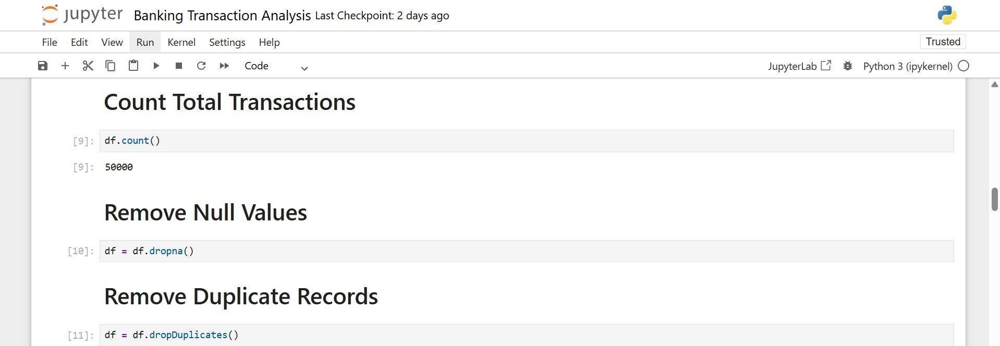 jupyter Banking Transaction Analysis Last Checkpoint: 2 days ago
File Edit View Run Kernel Settings Help Trusted
Code JupyterLab Python 3 (ipykernel)
Count Total Transactions
[9]: df.count()
[9]: 50000
Remove Null Values
[10]: df = df.dropna()
Remove Duplicate Records
[11]: df = df.dropDuplicates()